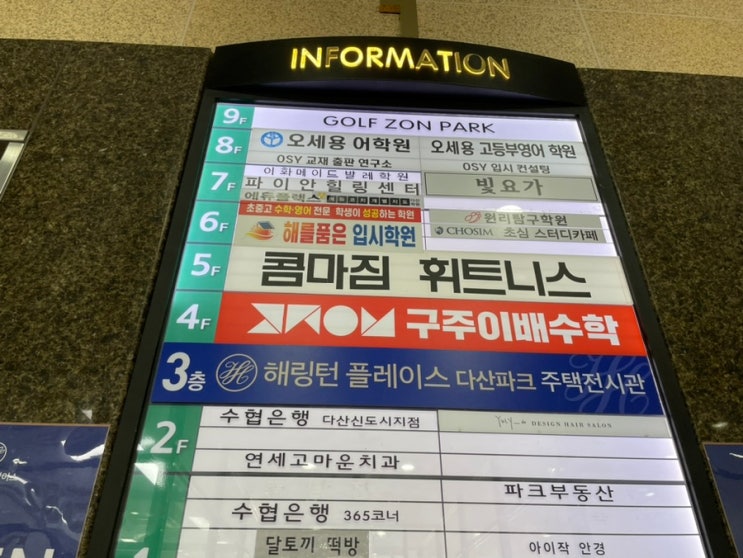 INFORMATION
9F GOLF ZON PARK
8F 오세용 어학원 오세용 고등부영어 학원
OSY 교재 출판 연구소 OSY 입시 컨설팅
이화메이드발레학원
7F 파이안힐링센터 빛요가
에듀플렉스
초중고 수학·영어 전문 학생이 성공하는 학원
6F 해를품은 입시학원
원리탐구학원
CHOSIM 초심 스터디카페
5F 콤마짐 휘트니스
4F 구주이배수학
3층 해링턴 플레이스 다산파크 주택전시관
2F 수협은행 다산신도시지점
DESIGN HAIR SALON
연세고마운치과
파크부동산
수협은행 365코너
달토끼 떡방
아이작 안경